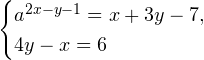 a^{2x-y-1} = x + 3y - 7,
4y - x = 6